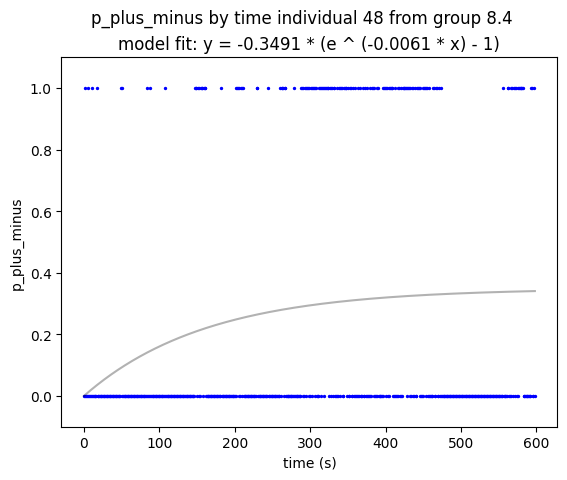 p_plus_minus by time individual 48 from group 8.4
model fit: y = -0.3491 * (e ^ (-0.0061 * x) - 1)
1.0
0.8
0.6
0.4
0.2
0.0
p_plus_minus
0 100 200 300 400 500 600
time (s)